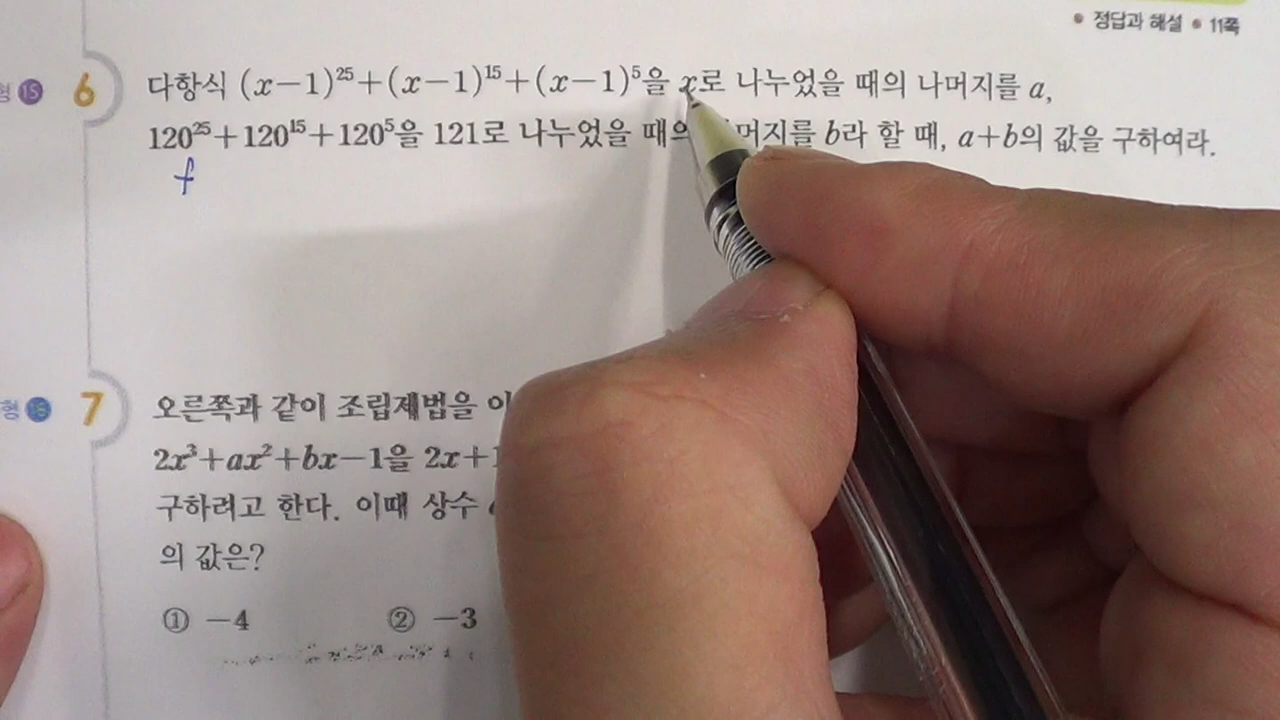 • 정답과 해설 • 11쪽
형 15 6 다항식 (x−1)²⁵+(x−1)¹⁵+(x−1)⁵을 x로 나누었을 때의 나머지를 a,
120²⁵+120¹⁵+120⁵을 121로 나누었을 때의 머지를 b라 할 때, a+b의 값을 구하여라.
f
형 7 오른쪽과 같이 조립제법을 이
2x³+ax²+bx−1을 2x+1
구하려고 한다. 이때 상수
의 값은?
① −4 ② −3